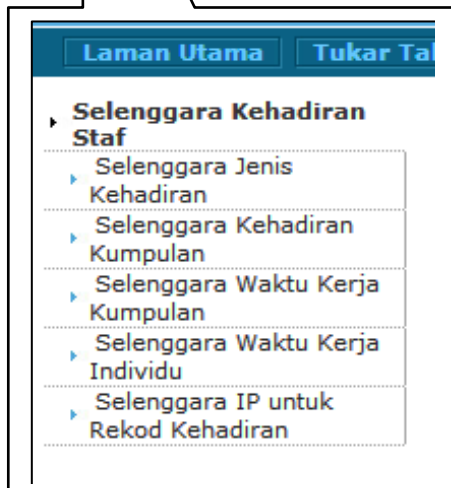 Laman Utama Tukar
Selenggara Kehadiran
Staf
Selenggara Jenis
Kehadiran
Selenggara Kehadiran
Kumpulan
Selenggara Waktu Kerja
Kumpulan
Selenggara Waktu Kerja
Individu
Selenggara IP untuk
Rekod Kehadiran